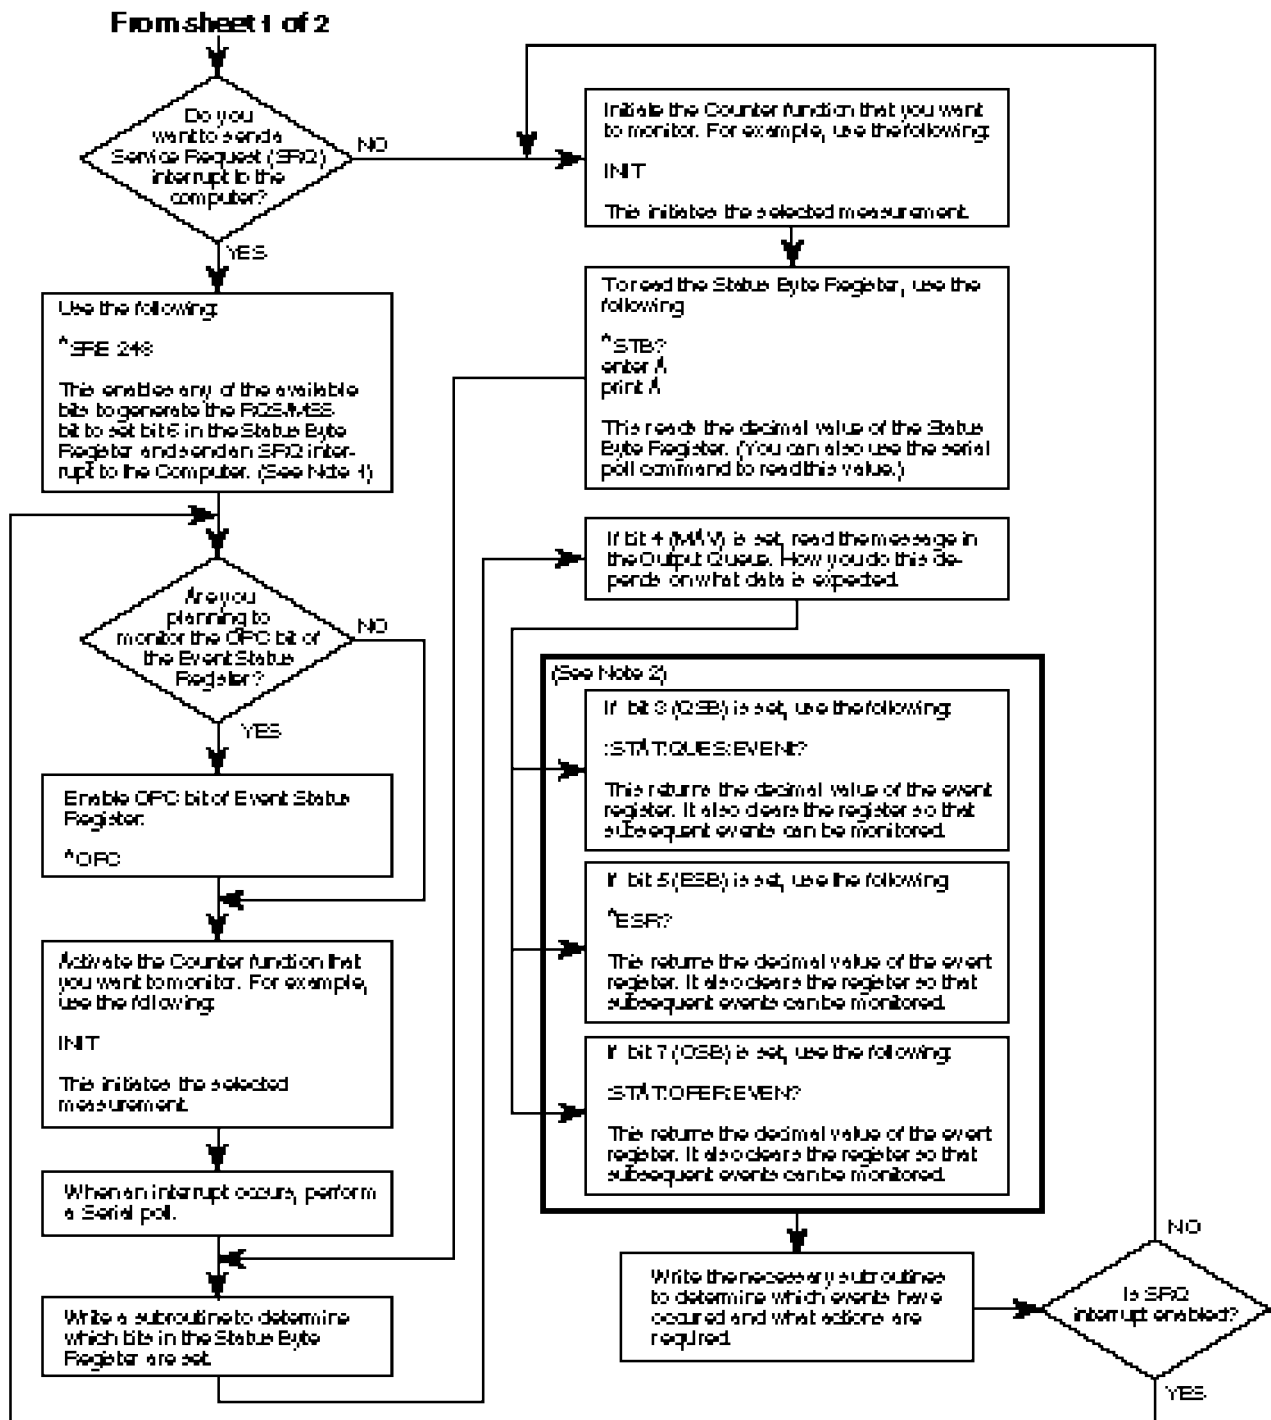 From sheet 1 of 2
Do you
want to send a
Service Request (SRQ)
interrupt to the
computer?
NO
YES
Use the following:
*SRE 248
This enables any of the available
bits to generate the RQS/MSS
bit to set bit 6 in the Status Byte
Register and send an SRQ inter-
rupt to the Computer. (See Note 1)
Are you
planning to
monitor the OPC bit of
the Event Status
Register?
NO
YES
Enable OPC bit of Event Status
Register.
*OPC
Activate the Counter function that
you want to monitor. For example,
use the following:
INIT
This initiates the selected
measurement.
When an interrupt occurs, perform
a Serial poll.
Write a subroutine to determine
which bits in the Status Byte
Register are set.
Initiate the Counter function that you want
to monitor. For example, use the following:
INIT
This initiates the selected measurement.
To read the Status Byte Register, use the
following
*STB?
enter A
print A
This reads the decimal value of the Status
Byte Register. (You can also use the serial
poll command to read this value.)
If bit 4 (MAV) is set, read the message in
the Output Queue. How you do this de-
pends on what data is expected.
(See Note 2)
If bit 3 (QSB) is set, use the following:
:STAT:QUES:EVENt?
This returns the decimal value of the event
register. It also clears the register so that
subsequent events can be monitored.
If bit 5 (ESB) is set, use the following:
*ESR?
This returns the decimal value of the event
register. It also clears the register so that
subsequent events can be monitored.
If bit 7 (OSB) is set, use the following:
:STAT:OPER:EVEN?
This returns the decimal value of the event
register. It also clears the register so that
subsequent events can be monitored.
Write the necessary subroutines
to determine which events have
occured and what actions are
required.
NO
Is SRQ
interrupt enabled?
YES